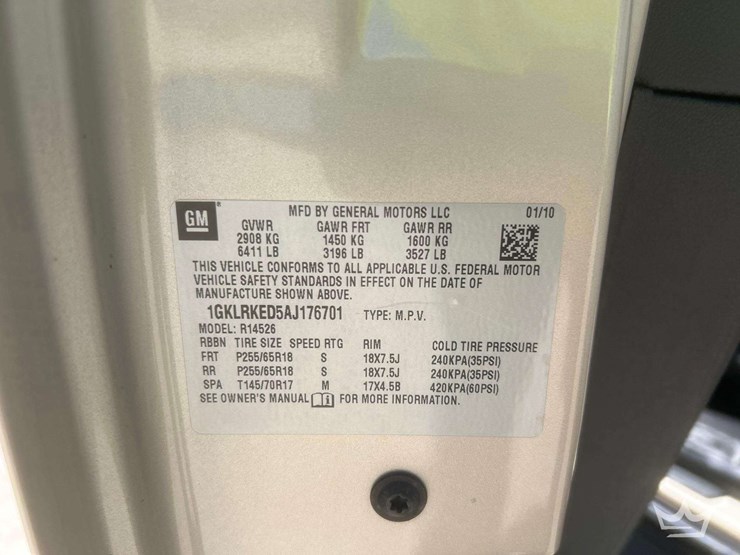 GM MFD BY GENERAL MOTORS LLC 01/10
GVWR GAWR FRT GAWR RR
2908 KG 1450 KG 1600 KG
6411 LB 3196 LB 3527 LB
THIS VEHICLE CONFORMS TO ALL APPLICABLE U.S. FEDERAL MOTOR
VEHICLE SAFETY STANDARDS IN EFFECT ON THE DATE OF
MANUFACTURE SHOWN ABOVE.
1GKLRKED5AJ176701 TYPE: M.P.V.
MODEL: R14526
RBBN TIRE SIZE SPEED RTG RIM COLD TIRE PRESSURE
FRT P255/65R18 S 18X7.5J 240KPA(35PSI)
RR P255/65R18 S 18X7.5J 240KPA(35PSI)
SPA T145/70R17 M 17X4.5B 420KPA(60PSI)
SEE OWNER'S MANUAL FOR MORE INFORMATION.